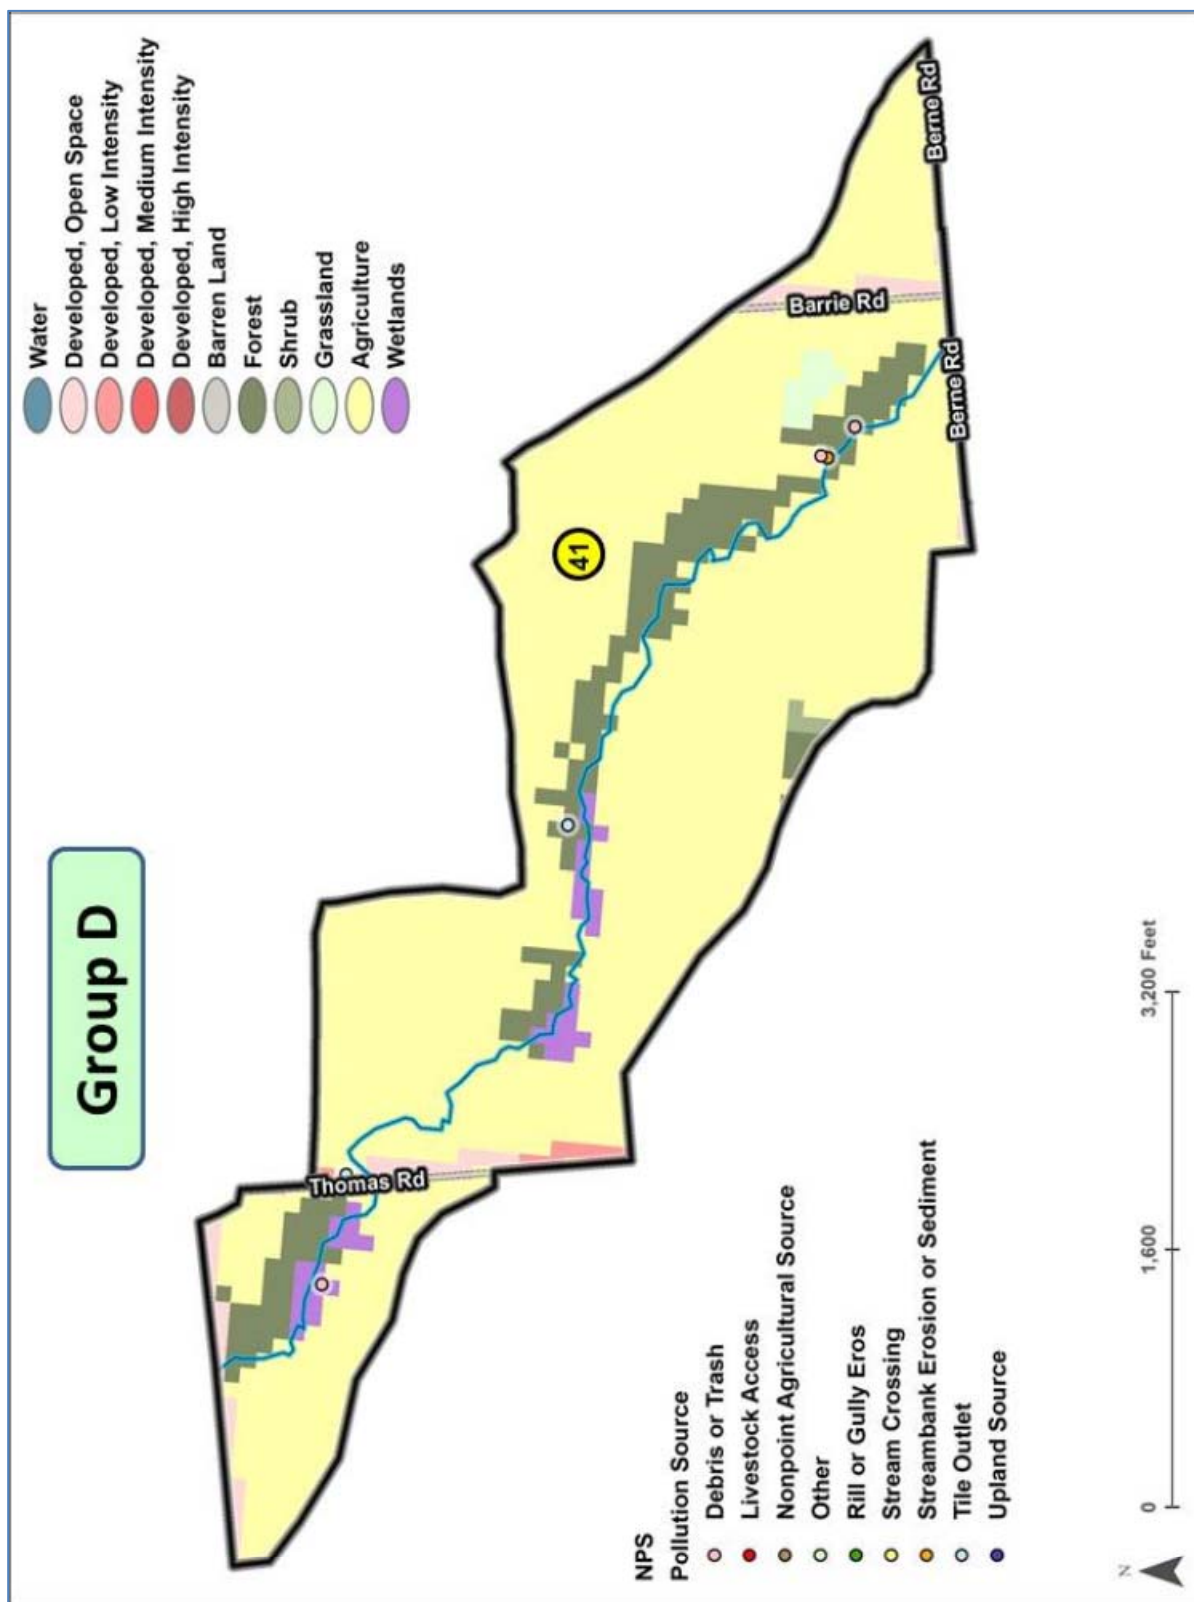 Group D
Water
Developed, Open Space
Developed, Low Intensity
Developed, Medium Intensity
Developed, High Intensity
Barren Land
Forest
Shrub
Grassland
Agriculture
Wetlands
Thomas Rd
41
Barrie Rd
Berne Rd
Berne Rd
NPS
Pollution Source
Debris or Trash
Livestock Access
Nonpoint Agricultural Source
Other
Rill or Gully Eros
Stream Crossing
Streambank Erosion or Sediment
Tile Outlet
Upland Source
N
0 1,600 3,200 Feet